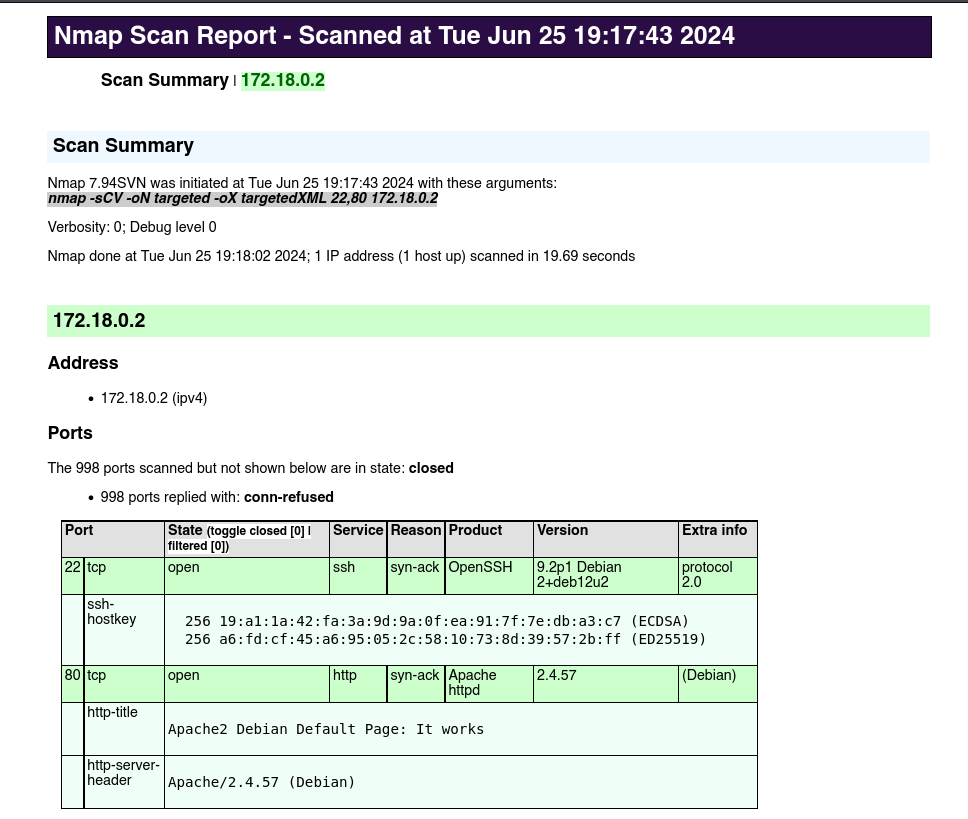 Nmap Scan Report - Scanned at Tue Jun 25 19:17:43 2024
Scan Summary | 172.18.0.2
Scan Summary
Nmap 7.94SVN was initiated at Tue Jun 25 19:17:43 2024 with these arguments:
nmap -sCV -oN targeted -oX targetedXML 22,80 172.18.0.2
Verbosity: 0; Debug level 0
Nmap done at Tue Jun 25 19:18:02 2024; 1 IP address (1 host up) scanned in 19.69 seconds
172.18.0.2
Address
• 172.18.0.2 (ipv4)
Ports
The 998 ports scanned but not shown below are in state: closed
• 998 ports replied with: conn-refused
Port State (toggle closed [0] | filtered [0]) Service Reason Product Version Extra info
22 tcp open ssh syn-ack OpenSSH 9.2p1 Debian 2+deb12u2 protocol 2.0
ssh-hostkey
256 19:a1:1a:42:fa:3a:9d:9a:0f:ea:91:7f:7e:db:a3:c7 (ECDSA)
256 a6:fd:cf:45:a6:95:05:2c:58:10:73:8d:39:57:2b:ff (ED25519)
80 tcp open http syn-ack Apache httpd 2.4.57 (Debian)
http-title
Apache2 Debian Default Page: It works
http-server-header
Apache/2.4.57 (Debian)